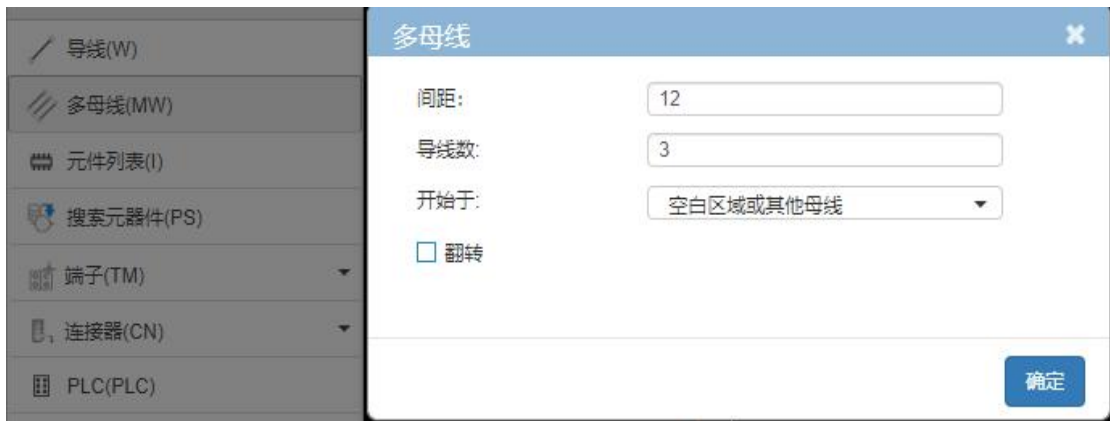 导线(W)
多母线(MW)
元件列表(I)
搜索元器件(PS)
端子(TM)
连接器(CN)
PLC(PLC)
多母线
间距:
12
导线数:
3
开始于:
空白区域或其他母线
翻转
确定